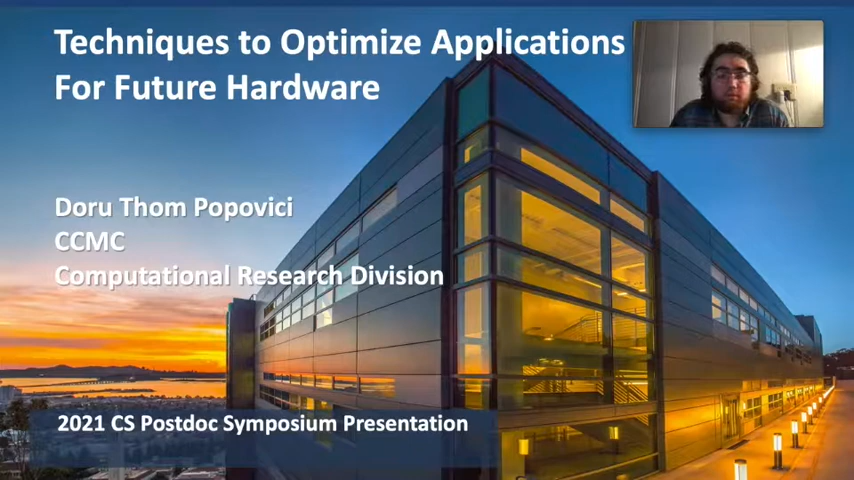 Techniques to Optimize Applications
For Future Hardware
Doru Thom Popovici
CCMC
Computational Research Division
2021 CS Postdoc Symposium Presentation